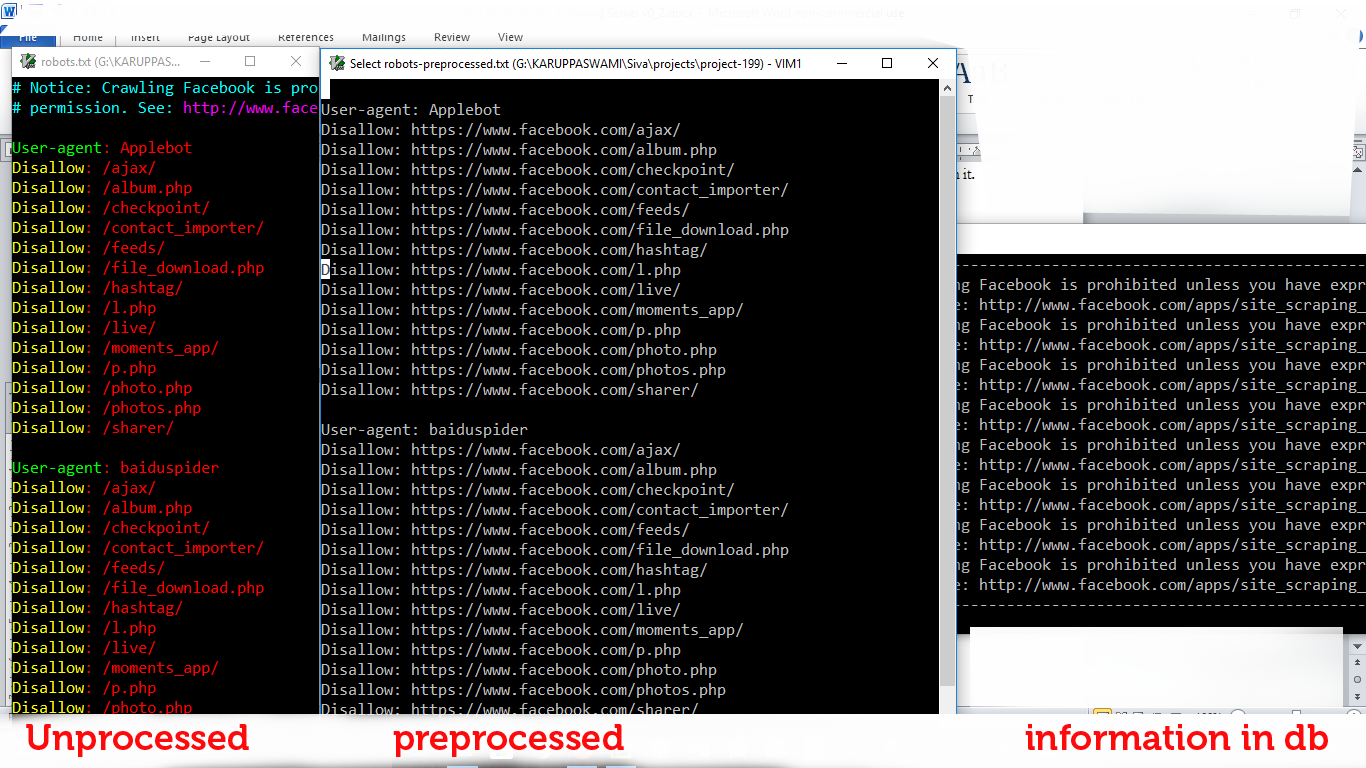 File Home Insert Page Layout References Mailings Review View
robots.txt (G:\KARUPPAS...
# Notice: Crawling Facebook is pro
# permission. See: http://www.face
User-agent: Applebot
Disallow: /ajax/
Disallow: /album.php
Disallow: /checkpoint/
Disallow: /contact_importer/
Disallow: /feeds/
Disallow: /file_download.php
Disallow: /hashtag/
Disallow: /l.php
Disallow: /live/
Disallow: /moments_app/
Disallow: /p.php
Disallow: /photo.php
Disallow: /photos.php
Disallow: /sharer/
User-agent: baiduspider
Disallow: /ajax/
Disallow: /album.php
Disallow: /checkpoint/
Disallow: /contact_importer/
Disallow: /feeds/
Disallow: /file_download.php
Disallow: /hashtag/
Disallow: /l.php
Disallow: /live/
Disallow: /moments_app/
Disallow: /p.php
Disallow: /photo.php
Select robots-preprocessed.txt (G:\KARUPPASWAMI\Siva\projects\project-199) - VIM1
User-agent: Applebot
Disallow: https://www.facebook.com/ajax/
Disallow: https://www.facebook.com/album.php
Disallow: https://www.facebook.com/checkpoint/
Disallow: https://www.facebook.com/contact_importer/
Disallow: https://www.facebook.com/feeds/
Disallow: https://www.facebook.com/file_download.php
Disallow: https://www.facebook.com/hashtag/
Disallow: https://www.facebook.com/l.php
Disallow: https://www.facebook.com/live/
Disallow: https://www.facebook.com/moments_app/
Disallow: https://www.facebook.com/p.php
Disallow: https://www.facebook.com/photo.php
Disallow: https://www.facebook.com/photos.php
Disallow: https://www.facebook.com/sharer/
User-agent: baiduspider
Disallow: https://www.facebook.com/ajax/
Disallow: https://www.facebook.com/album.php
Disallow: https://www.facebook.com/checkpoint/
Disallow: https://www.facebook.com/contact_importer/
Disallow: https://www.facebook.com/feeds/
Disallow: https://www.facebook.com/file_download.php
Disallow: https://www.facebook.com/hashtag/
Disallow: https://www.facebook.com/l.php
Disallow: https://www.facebook.com/live/
Disallow: https://www.facebook.com/moments_app/
Disallow: https://www.facebook.com/p.php
Disallow: https://www.facebook.com/photo.php
Disallow: https://www.facebook.com/photos.php
Disallow: https://www.facebook.com/sharer/
it.
ng Facebook is prohibited unless you have expr
e: http://www.facebook.com/apps/site_scraping_
ng Facebook is prohibited unless you have expr
e: http://www.facebook.com/apps/site_scraping_
ng Facebook is prohibited unless you have expr
e: http://www.facebook.com/apps/site_scraping_
ng Facebook is prohibited unless you have expr
e: http://www.facebook.com/apps/site_scraping_
ng Facebook is prohibited unless you have expr
e: http://www.facebook.com/apps/site_scraping_
ng Facebook is prohibited unless you have expr
e: http://www.facebook.com/apps/site_scraping_
ng Facebook is prohibited unless you have expr
e: http://www.facebook.com/apps/site_scraping_
ng Facebook is prohibited unless you have expr
e: http://www.facebook.com/apps/site_scraping_
Unprocessed preprocessed information in db